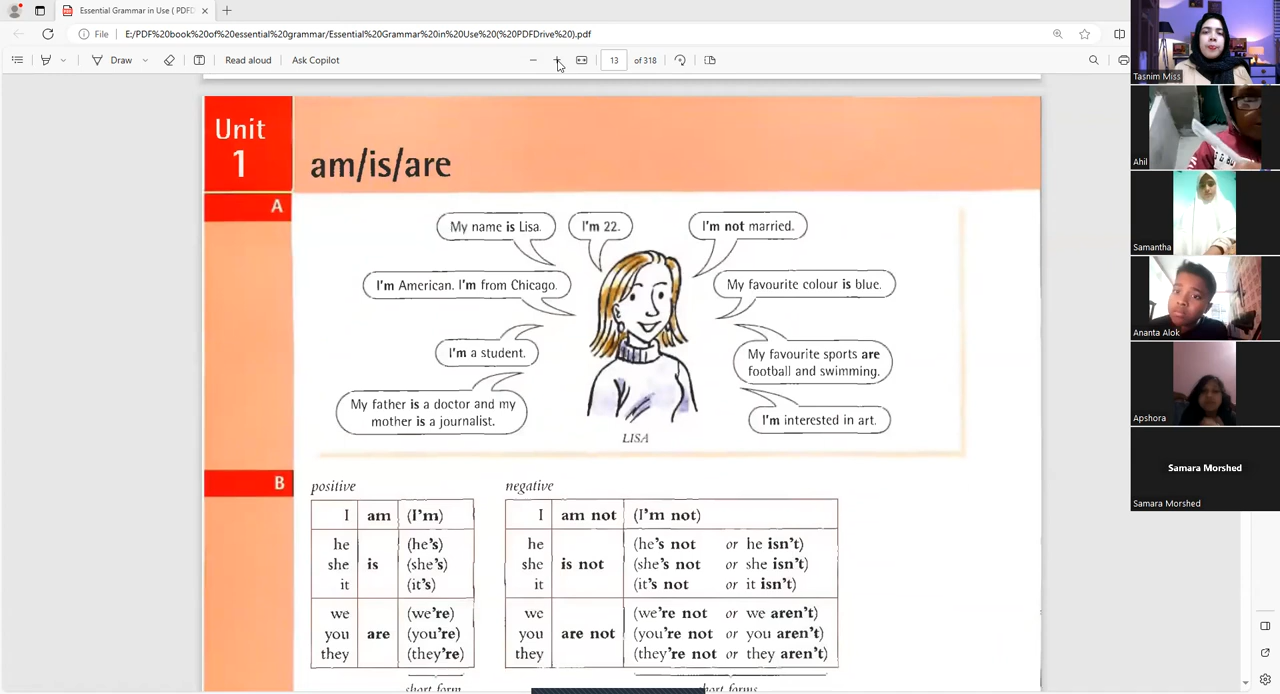 Essential Grammar in Use ( PDFD
File
E:/PDF%20book%20of%20essential%20grammar/Essential%20Grammar%20in%20Use%20(%20PDFDrive%20).pdf
Draw
Read aloud
Ask Copilot
13
of 318
Unit
1
am/is/are
A
My name is Lisa.
I'm 22.
I'm not married.
I'm American. I'm from Chicago.
My favourite colour is blue.
I'm a student.
My favourite sports are
football and swimming.
My father is a doctor and my
mother is a journalist.
I'm interested in art.
LISA
B
positive
I am (I'm)
he (he's)
she is (she's)
it (it's)
we (we're)
you are (you're)
they (they're)
negative
I am not (I'm not)
he (he's not or he isn't)
she is not (she's not or she isn't)
it (it's not or it isn't)
we (we're not or we aren't)
you are not (you're not or you aren't)
they (they're not or they aren't)
short form
short forms
Tasnim Miss
Ahil
Samantha
Ananta Alok
Apshora
Samara Morshed
Samara Morshed